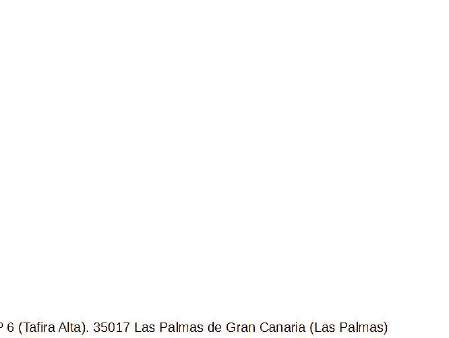 6 (Tafira Alta). 35017 Las Palmas de Gran Canaria (Las Palmas)